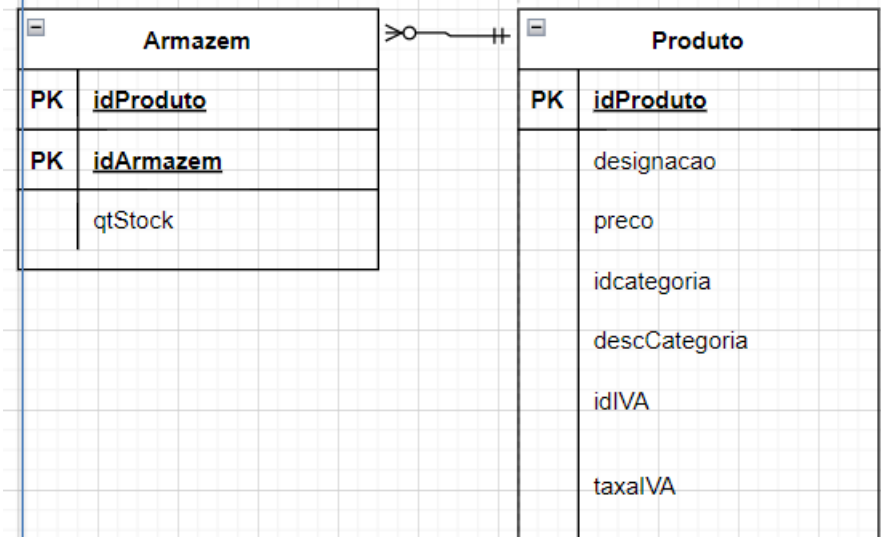 Armazem
PK idProduto
PK idArmazem
qtStock
Produto
PK idProduto
designacao
preco
idcategoria
descCategoria
idIVA
taxaIVA